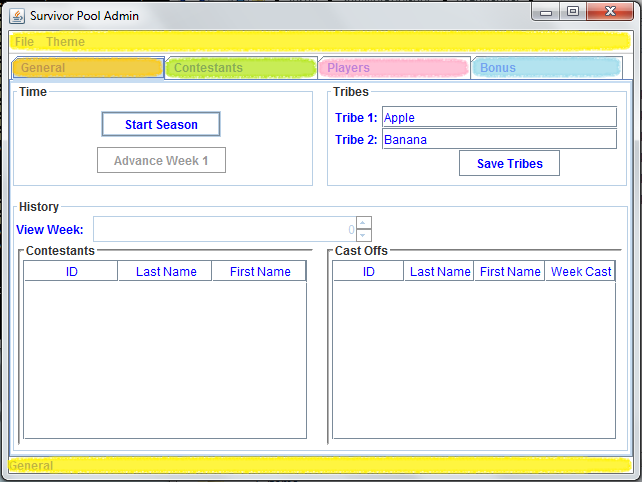 Survivor Pool Admin
File Theme
General Contestants Players Bonus
Time
Start Season
Advance Week 1
Tribes
Tribe 1: Apple
Tribe 2: Banana
Save Tribes
History
View Week: 0
Contestants
ID Last Name First Name
Cast Offs
ID Last Name First Name Week Cast
General